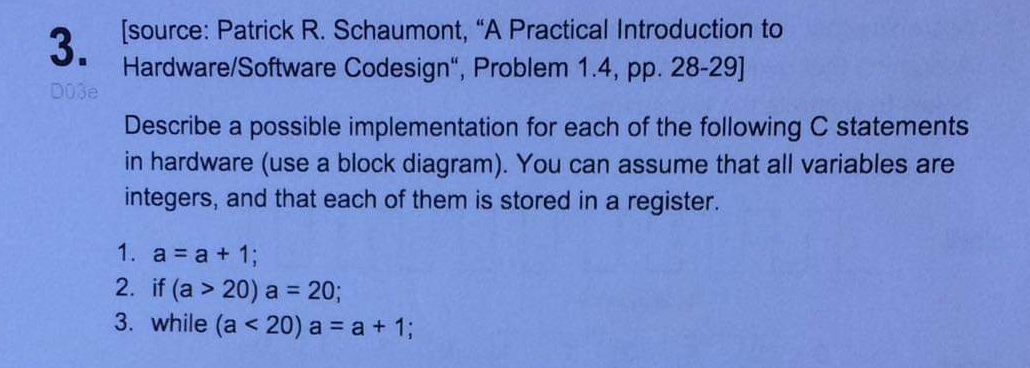 3. [source: Patrick R. Schaumont, “A Practical Introduction to
Hardware/Software Codesign“, Problem 1.4, pp. 28-29]
D03e
Describe a possible implementation for each of the following C statements
in hardware (use a block diagram). You can assume that all variables are
integers, and that each of them is stored in a register.
1. a = a + 1;
2. if (a > 20) a = 20;
3. while (a < 20) a = a + 1;